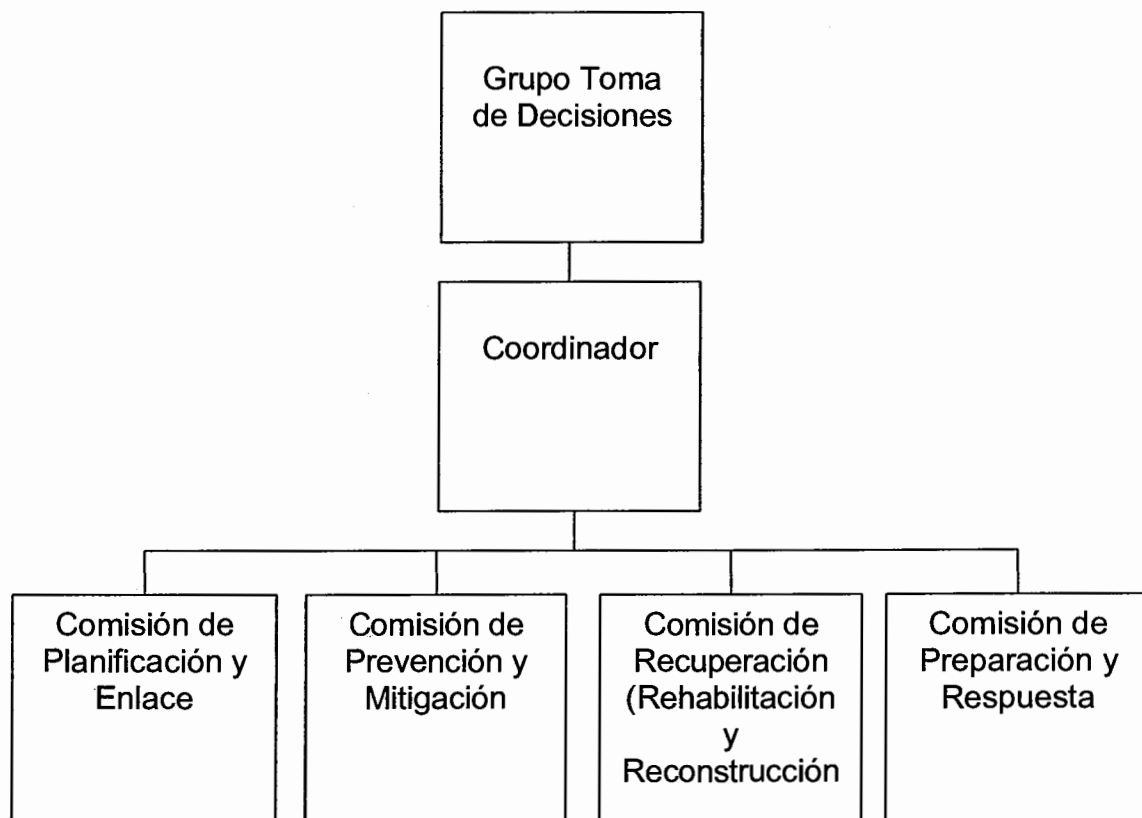 Grupo Toma
de Decisiones
Coordinador
Comisión de
Planificación y
Enlace
Comisión de
Prevención y
Mitigación
Comisión de
Recuperación
(Rehabilitación
y
Reconstrucción
Comisión de
Preparación y
Respuesta